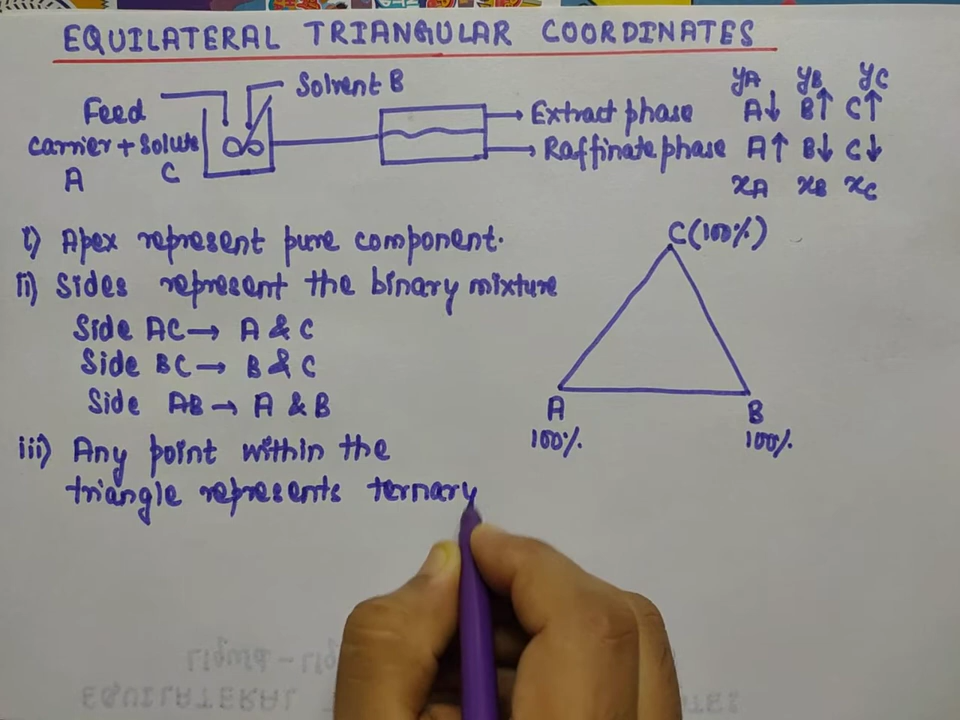 EQUILATERAL TRIANGULAR COORDINATES
Solvent B
Feed
Carrier + Solute
A C
Extract phase
Raffinate phase
yA yB yC
A↓ B↑ C↑
A↑ B↓ C↓
xA xB xC
i) Apex represent pure component.
ii) Sides represent the binary mixture
Side AC → A & C
Side BC → B & C
Side AB → A & B
iii) Any point within the
triangle represents ternary
C (100%)
A B
100% 100%